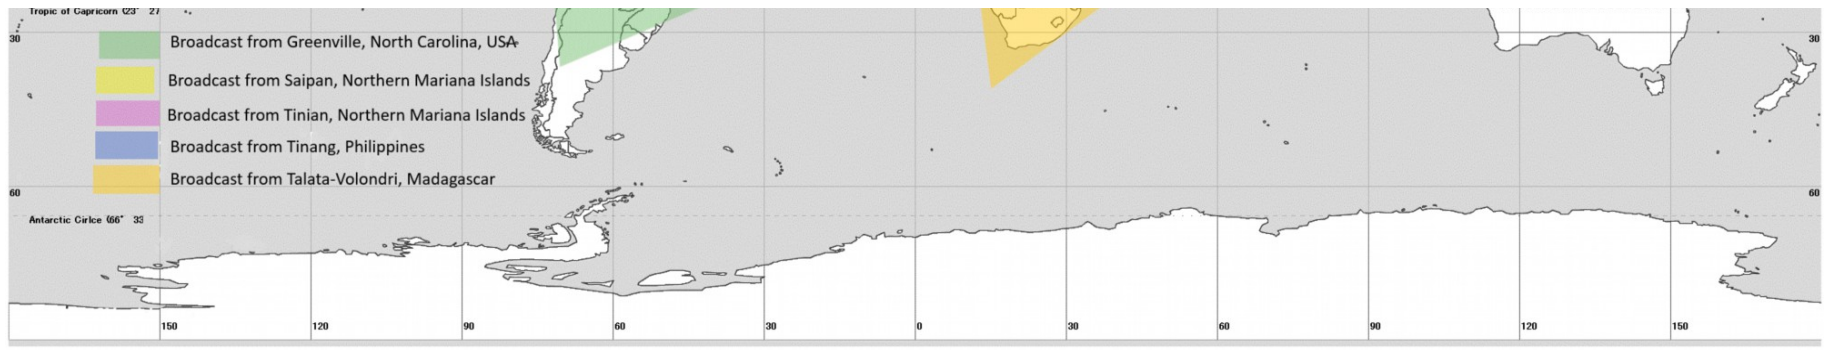 Tropic of Capricorn (23° 27
30
30
Broadcast from Greenville, North Carolina, USA
Broadcast from Saipan, Northern Mariana Islands
Broadcast from Tinian, Northern Mariana Islands
Broadcast from Tinang, Philippines
Broadcast from Talata-Volondri, Madagascar
60
60
Antarctic Cirlce (66° 33
150
120
90
60
30
0
30
60
90
120
150